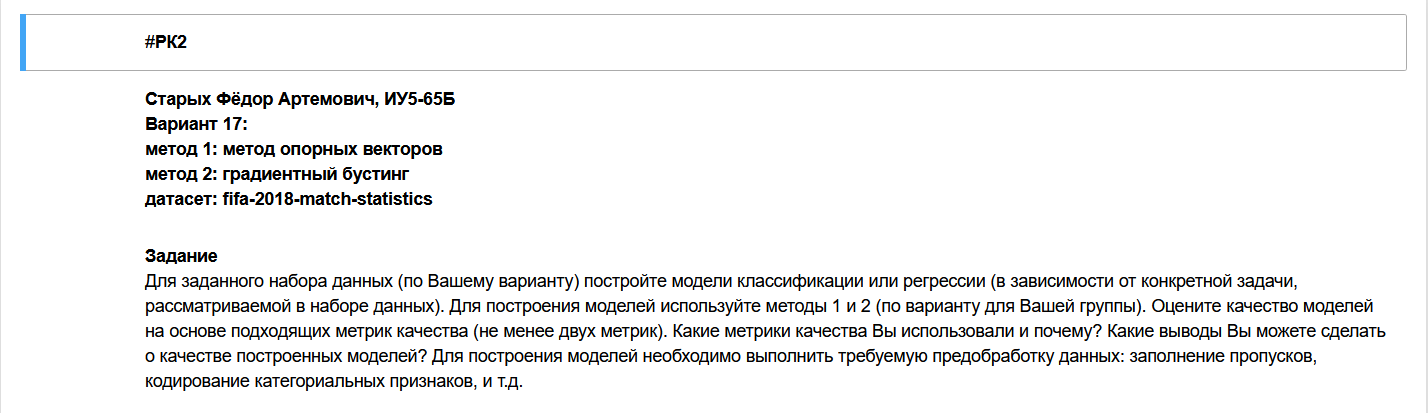 #РК2
Старых Фёдор Артемович, ИУ5-65Б
Вариант 17:
метод 1: метод опорных векторов
метод 2: градиентный бустинг
датасет: fifa-2018-match-statistics
Задание
Для заданного набора данных (по Вашему варианту) постройте модели классификации или регрессии (в зависимости от конкретной задачи,
рассматриваемой в наборе данных). Для построения моделей используйте методы 1 и 2 (по варианту для Вашей группы). Оцените качество моделей
на основе подходящих метрик качества (не менее двух метрик). Какие метрики качества Вы использовали и почему? Какие выводы Вы можете сделать
о качестве построенных моделей? Для построения моделей необходимо выполнить требуемую предобработку данных: заполнение пропусков,
кодирование категориальных признаков, и т.д.